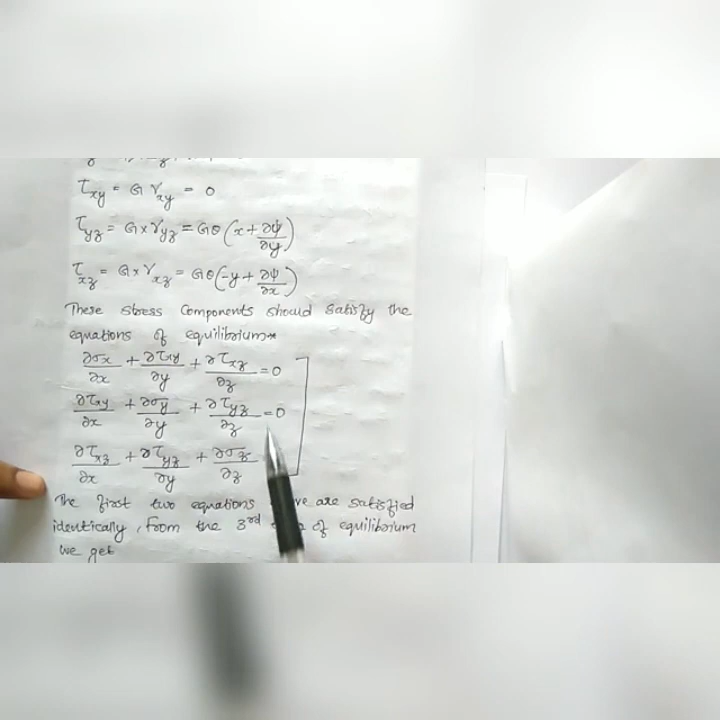 τxy = G γxy = 0
τyz = G×γyz = Gθ (x + ∂ψ/∂y)
τxz = G×γxz = Gθ (-y + ∂ψ/∂x)
These stress components should satisfy the
equations of equilibrium
∂σx/∂x + ∂τxy/∂y + ∂τxz/∂z = 0
∂τxy/∂x + ∂σy/∂y + ∂τyz/∂z = 0
∂τxz/∂x + ∂τyz/∂y + ∂σz/∂z
The first two equations are satisfied
identically, from the 3rd of equilibrium
we get